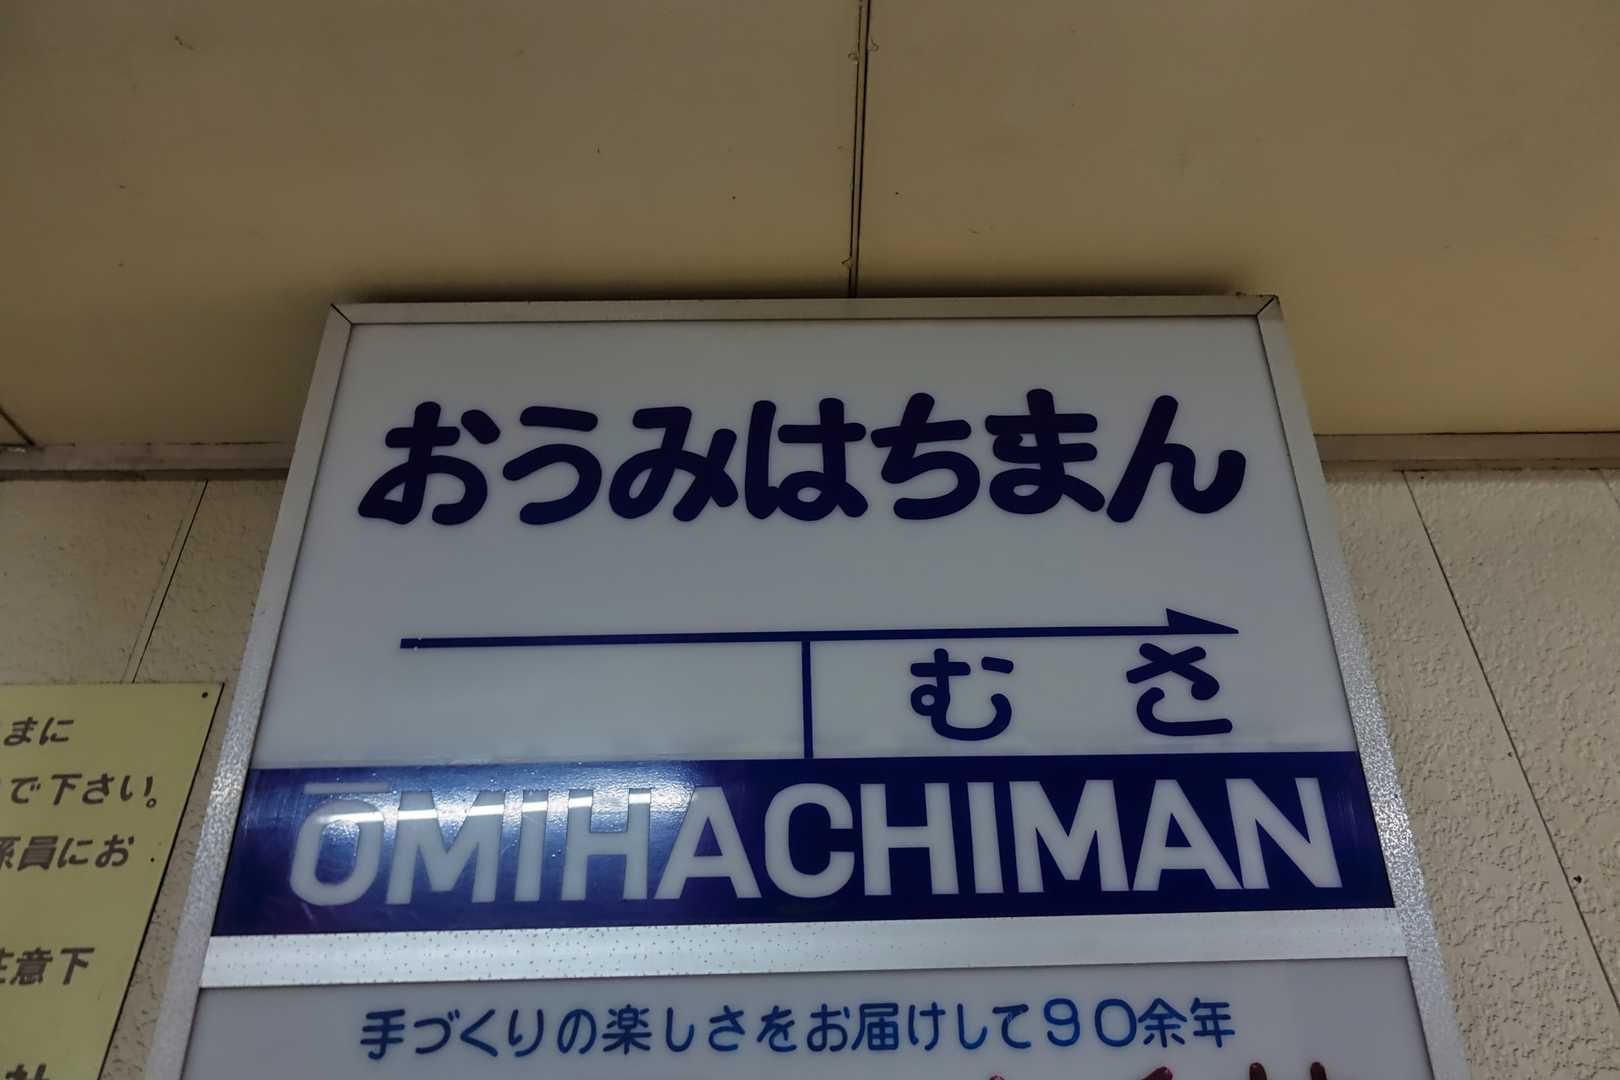 おうみはちまん
むさ
ŌMIHACHIMAN
手づくりの楽しさをお届けして90余年
まに
で下さい。
係員にお
注意下